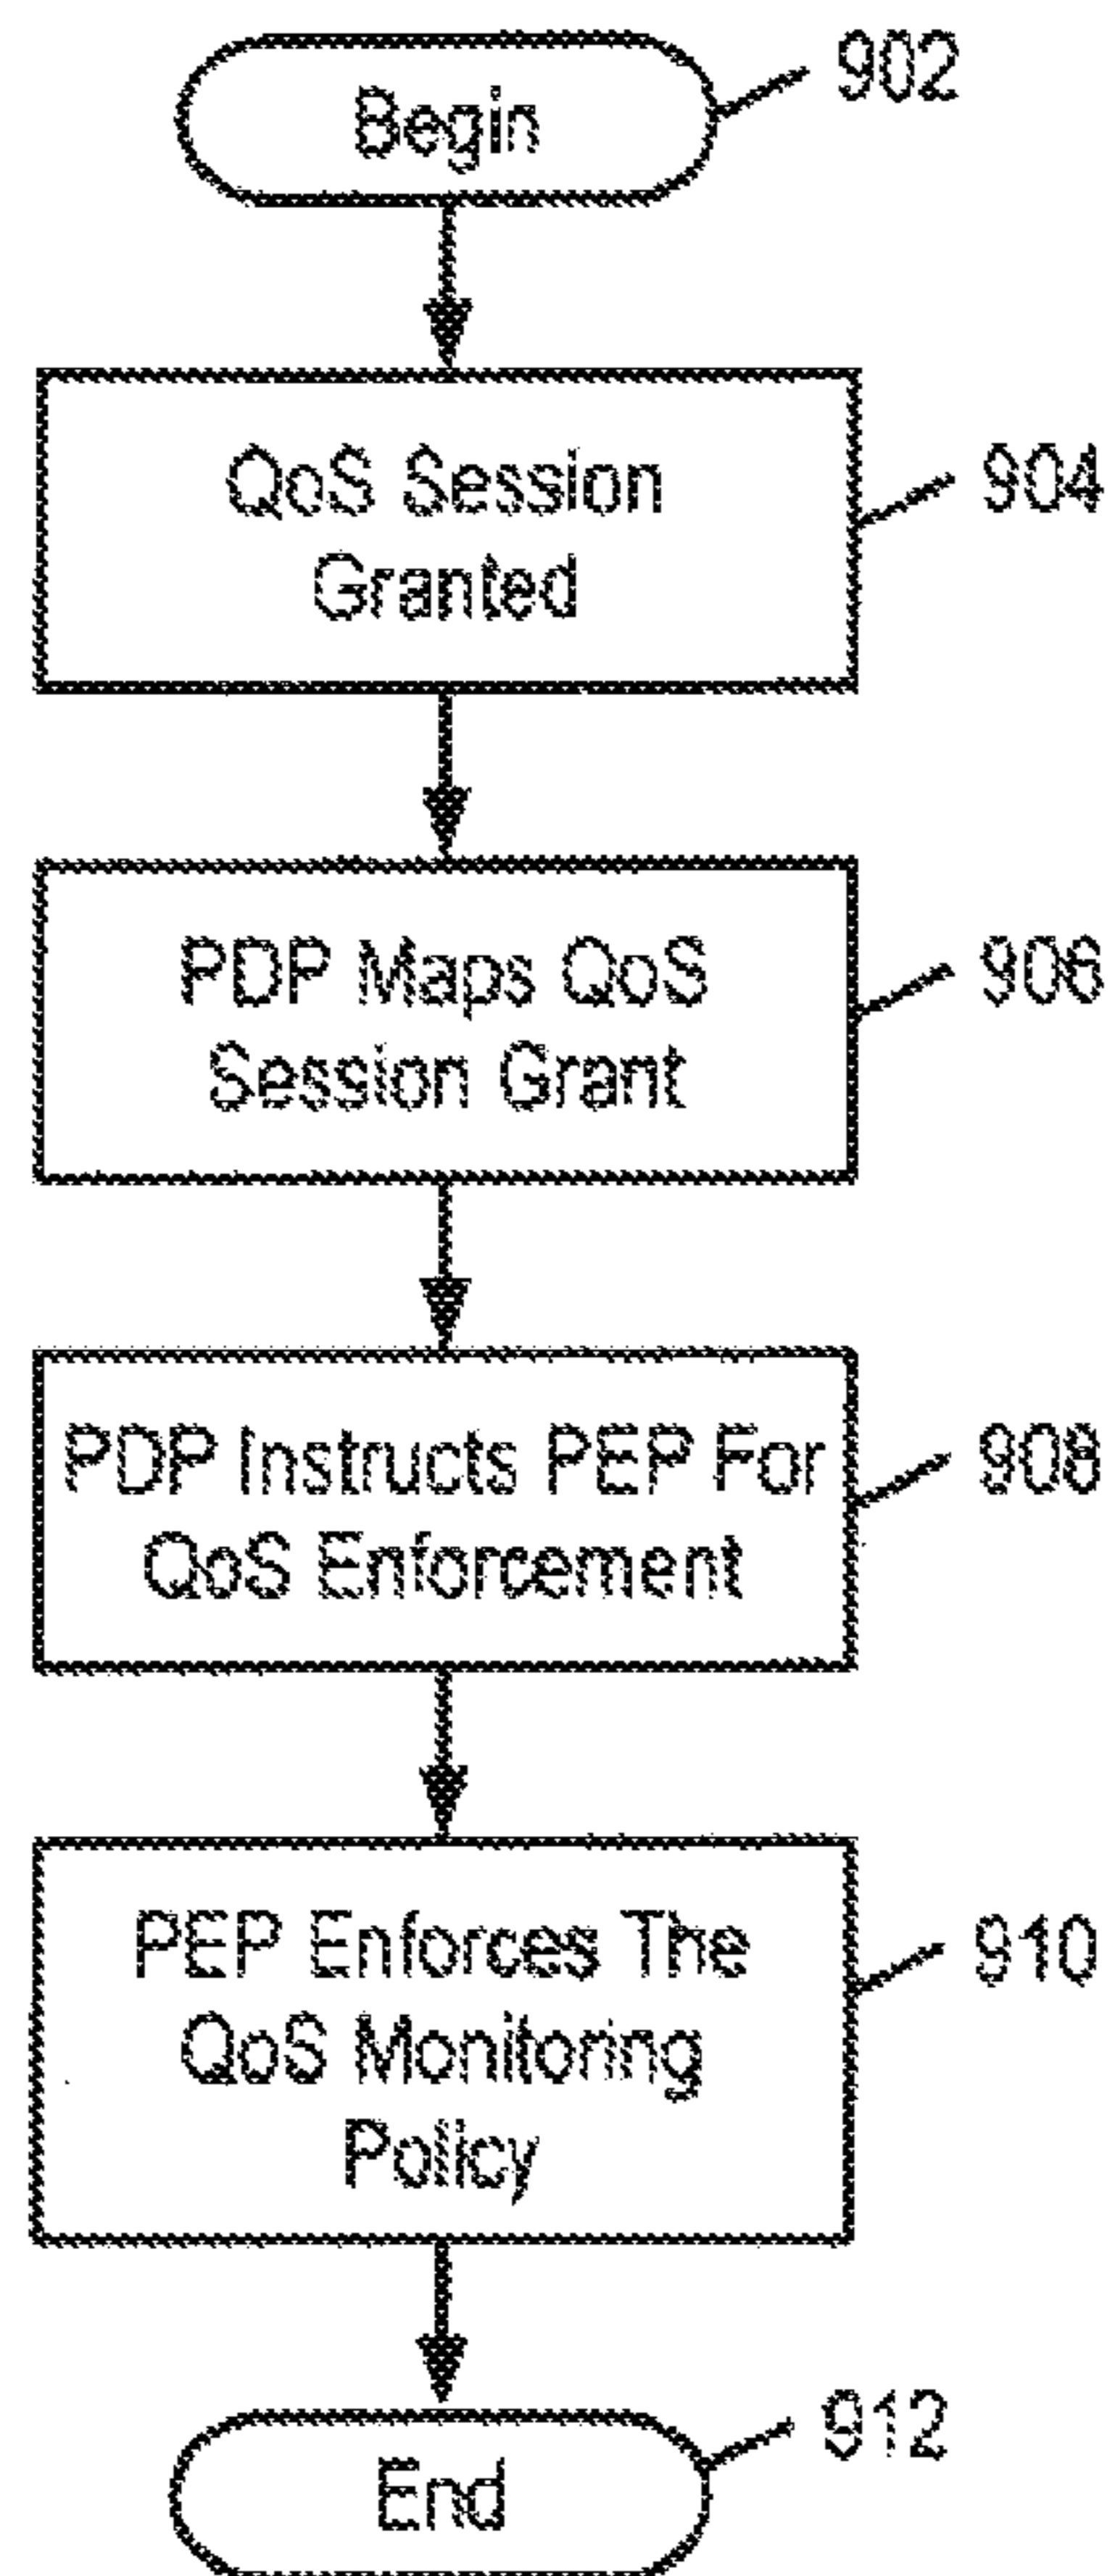 Begin
902
QoS Session
Granted
904
PDP Maps QoS
Session Grant
906
PDP Instructs PEP For
QoS Enforcement
908
PEP Enforces The
QoS Monitoring
Policy
910
End
912